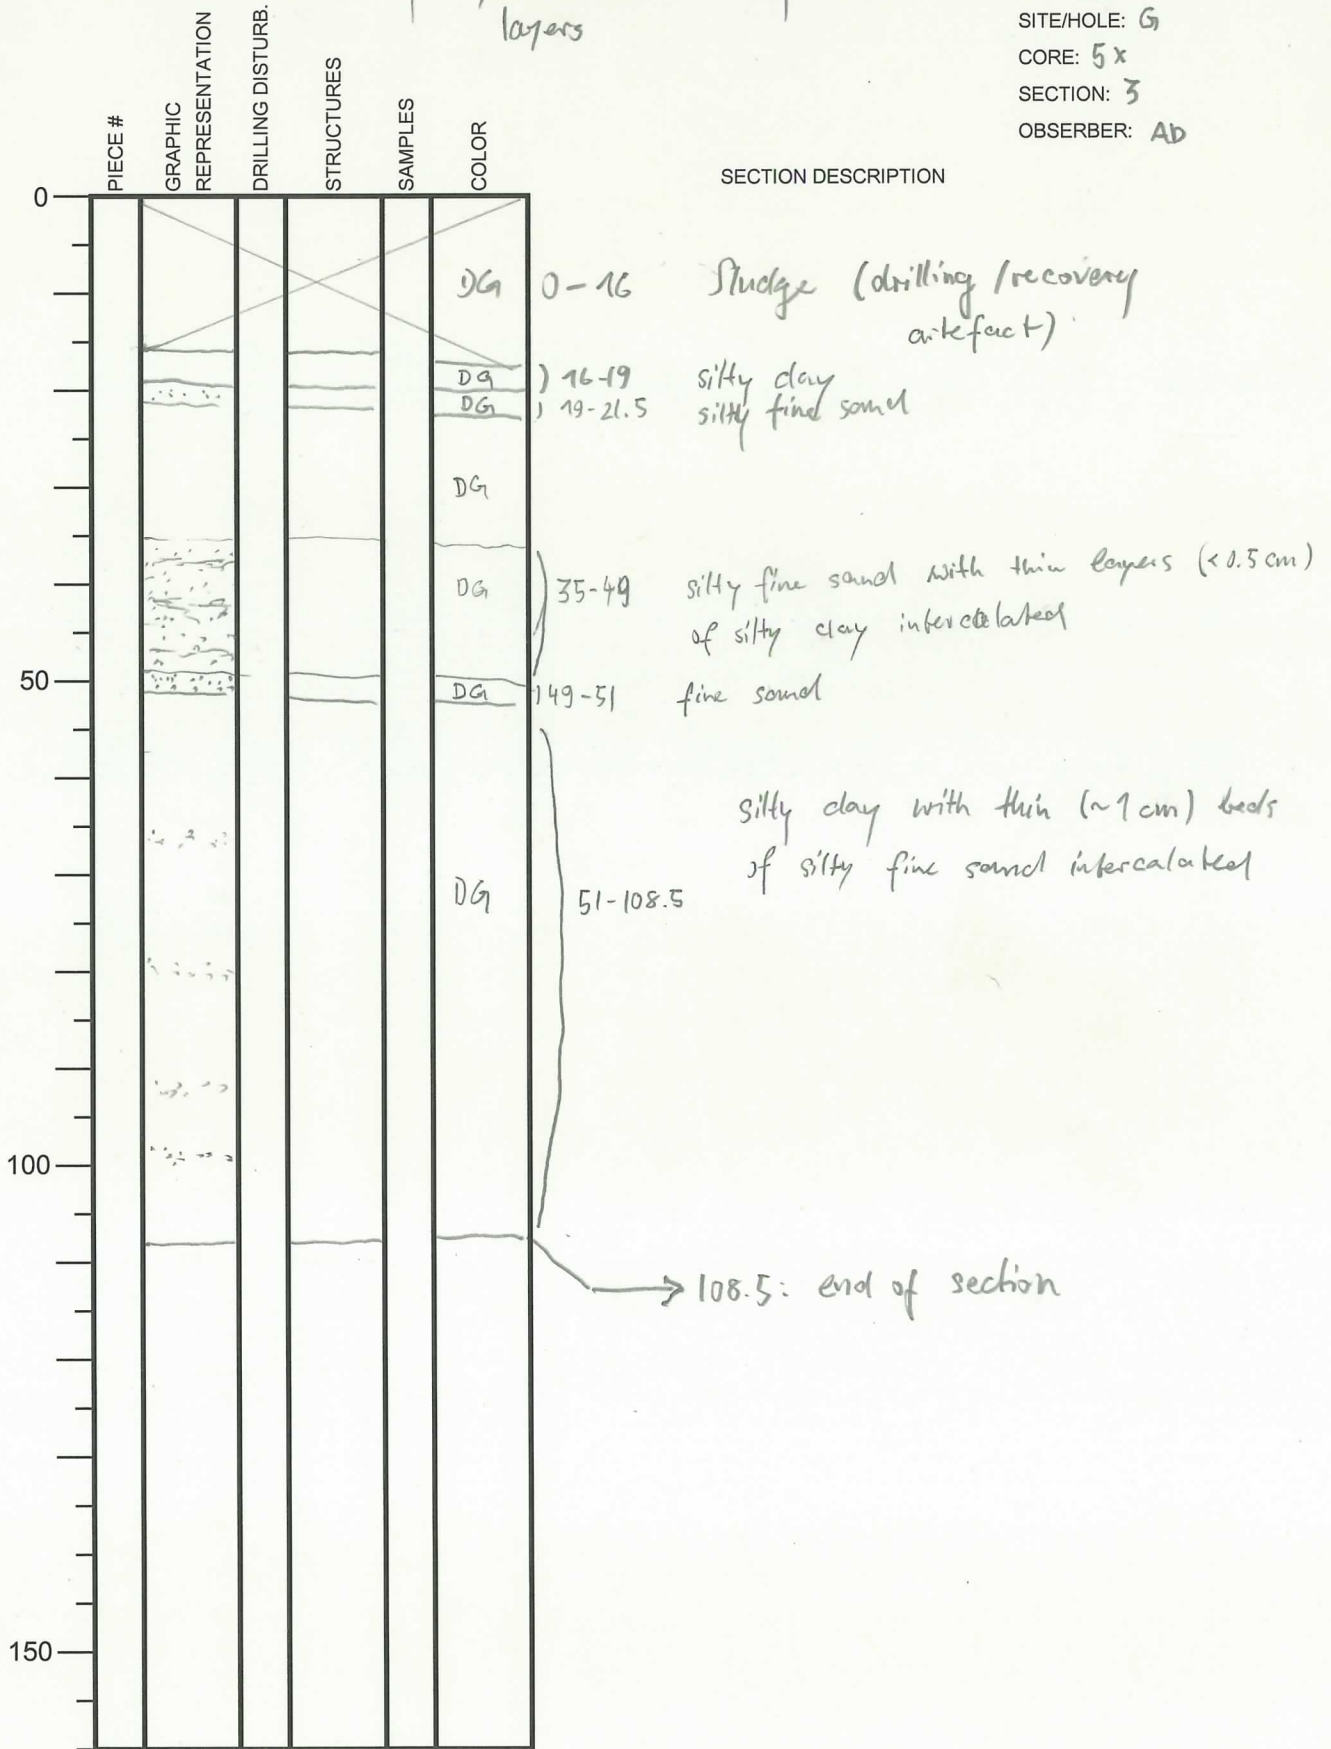 layers
SITE/HOLE: G
CORE: 5x
SECTION: 3
OBSERBER: AD
PIECE #
GRAPHIC
REPRESENTATION
DRILLING DISTURB.
STRUCTURES
SAMPLES
COLOR
SECTION DESCRIPTION
0
DG 0-16 Sludge (drilling / recovery
artefact)
DG ) 16-19 silty clay
DG ) 19-21.5 silty fine sand
DG
DG 35-49 silty fine sand with thin layers (< 0.5 cm)
of silty clay intercalated
50
DG ) 49-51 fine sand
silty clay with thin (~1 cm) beds
of silty fine sand intercalated
DG 51-108.5
100
108.5: end of section
150